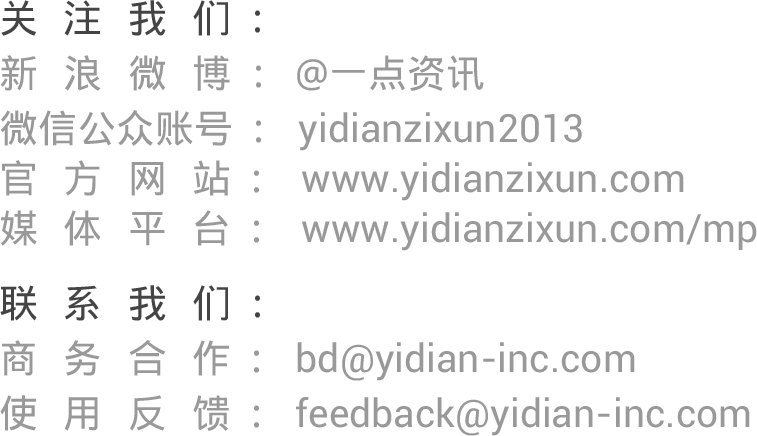 关注我们：
新浪微博：@一点资讯
微信公众账号：yidianzixun2013
官方网站：www.yidianzixun.com
媒体平台：www.yidianzixun.com/mp
联系我们：
商务合作：bd@yidian-inc.com
使用反馈：feedback@yidian-inc.com